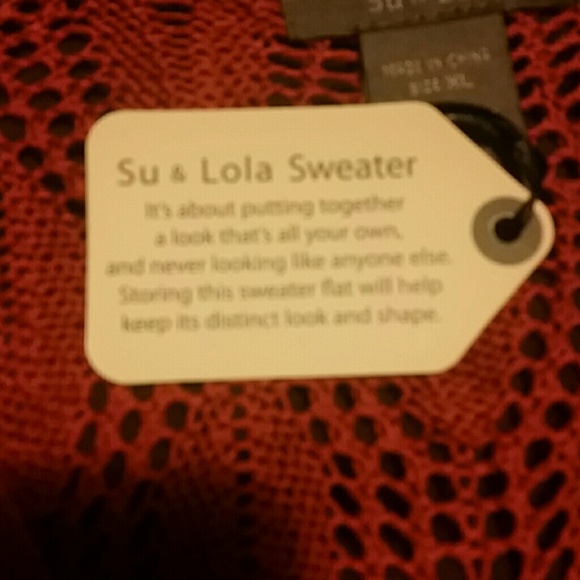 Su
MADE IN CHINA
SIZE XL
Su & Lola Sweater
It's about putting together
a look that's all your own,
and never looking like anyone else.
Storing this sweater flat will help
keep its distinct look and shape.